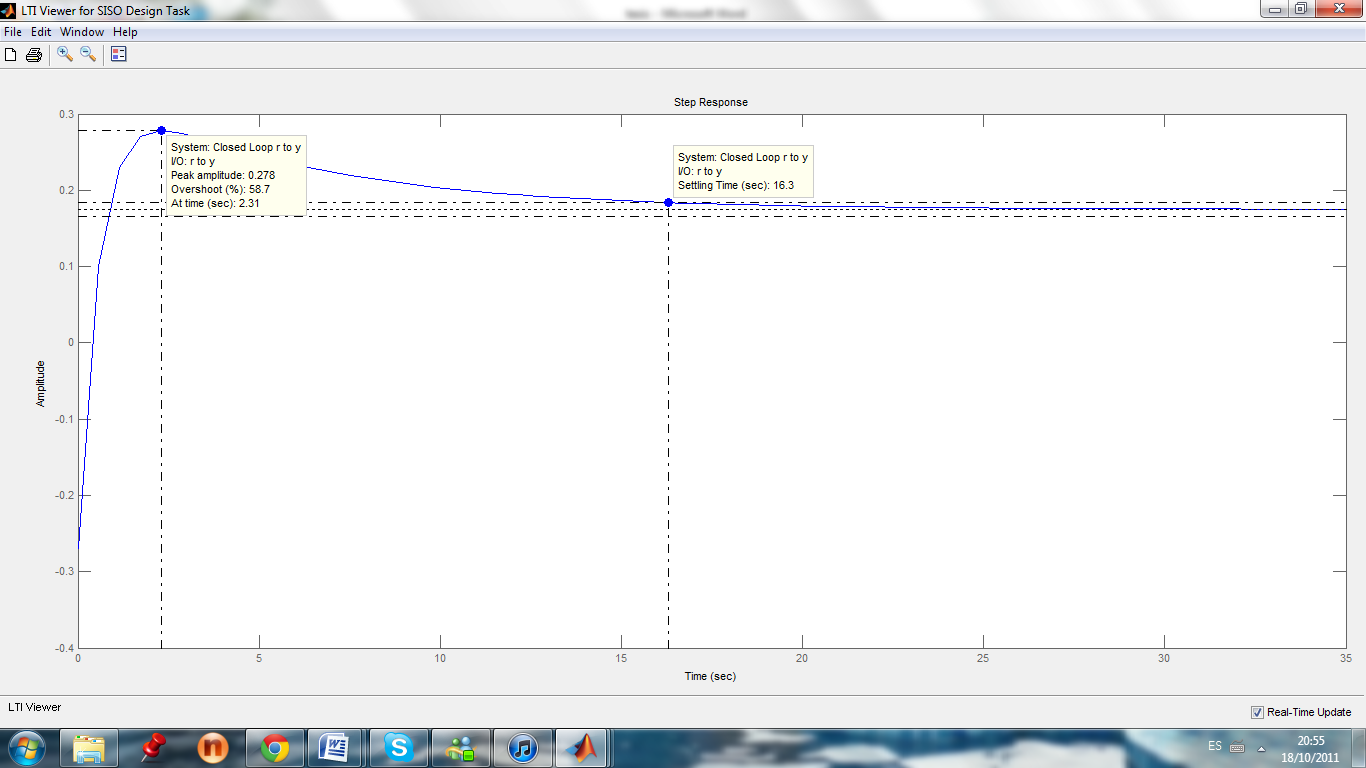 LTI Viewer for SISO Design Task
File Edit Window Help
Step Response
0.3
0.2
0.1
0
-0.1
-0.2
-0.3
-0.4
Amplitude
System: Closed Loop r to y
I/O: r to y
Peak amplitude: 0.278
Overshoot (%): 58.7
At time (sec): 2.31
System: Closed Loop r to y
I/O: r to y
Settling Time (sec): 16.3
0 5 10 15 20 25 30 35
Time (sec)
LTI Viewer
Real-Time Update
ES
20:55
18/10/2011